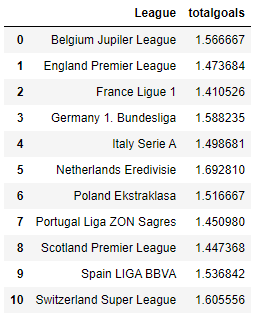 League totalgoals
0 Belgium Jupiler League 1.566667
1 England Premier League 1.473684
2 France Ligue 1 1.410526
3 Germany 1. Bundesliga 1.588235
4 Italy Serie A 1.498681
5 Netherlands Eredivisie 1.692810
6 Poland Ekstraklasa 1.516667
7 Portugal Liga ZON Sagres 1.450980
8 Scotland Premier League 1.447368
9 Spain LIGA BBVA 1.536842
10 Switzerland Super League 1.605556